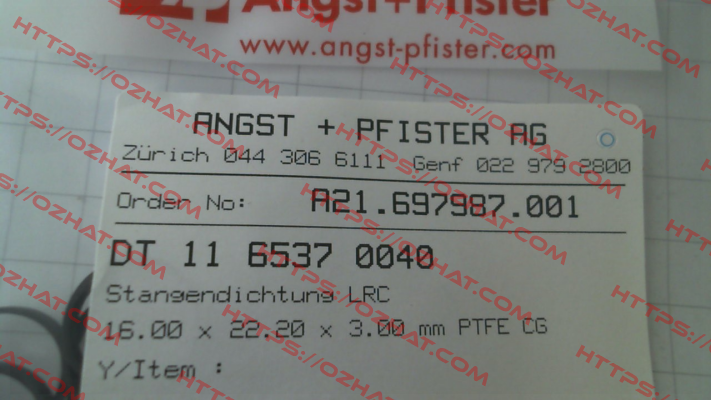 Angst+Pfister
www.angst-pfister.com
ANGST + PFISTER AG
Zürich 044 306 6111 Genf 022 979 2800
Order No: A21.697987.001
DT 11 6537 0040
Stangendichtung LRC
16.00 x 22.20 x 3.00 mm PTFE CG
Y/Item :
HTTPS://OZHAT.COM